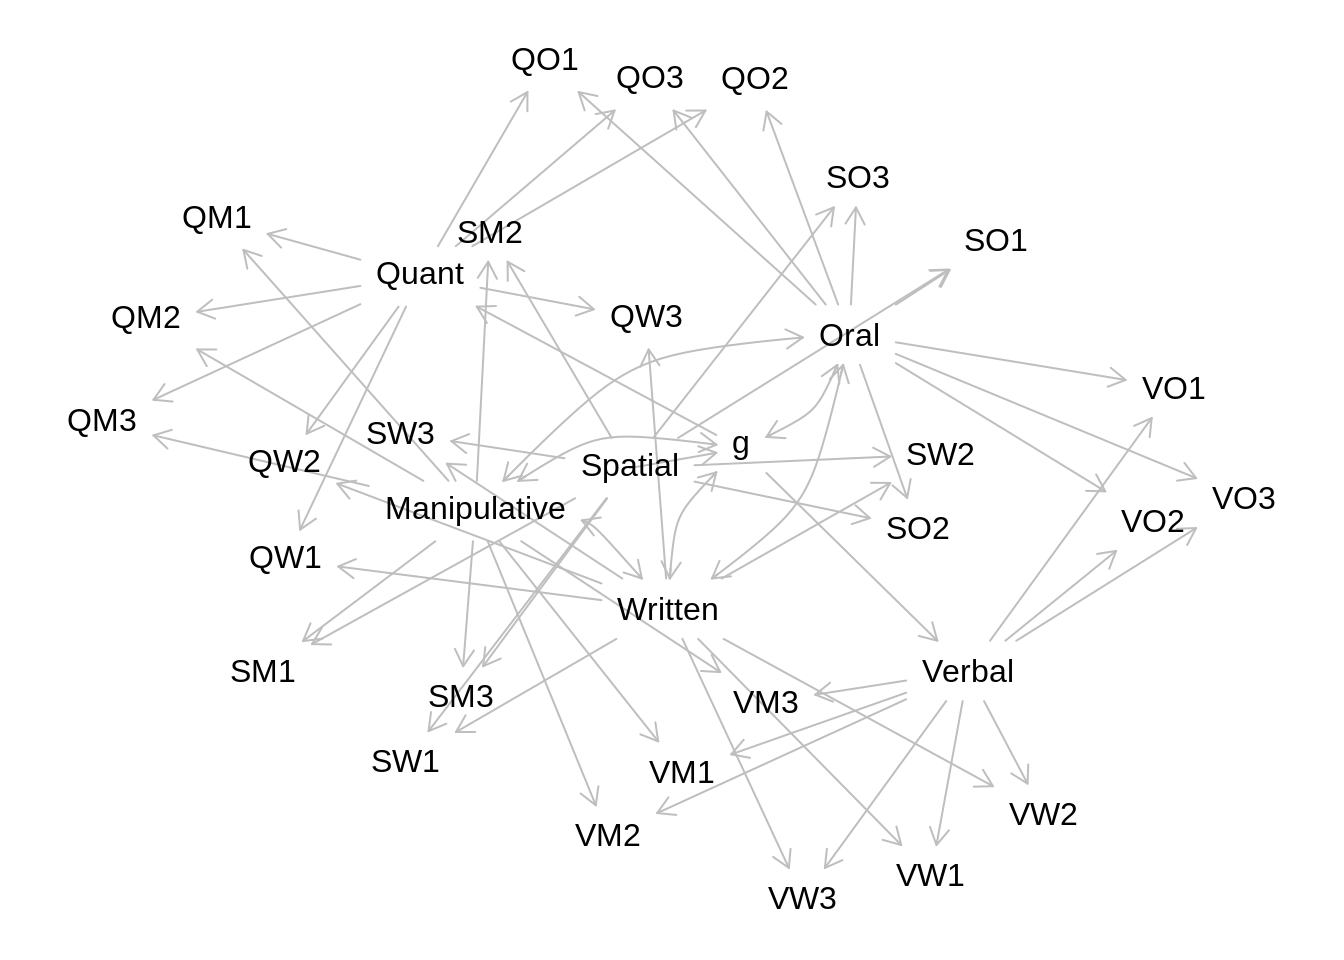 QO1
QO3
QO2
SO3
QM1
SM2
SO1
Quant
QM2
QW3
Oral
VO1
QM3
SW3
g
QW2
Spatial
SW2
Manipulative
VO3
VO2
SO2
QW1
Written
SM1
Verbal
SM3
VM3
SW1
VM1
VW2
VM2
VW1
VW3